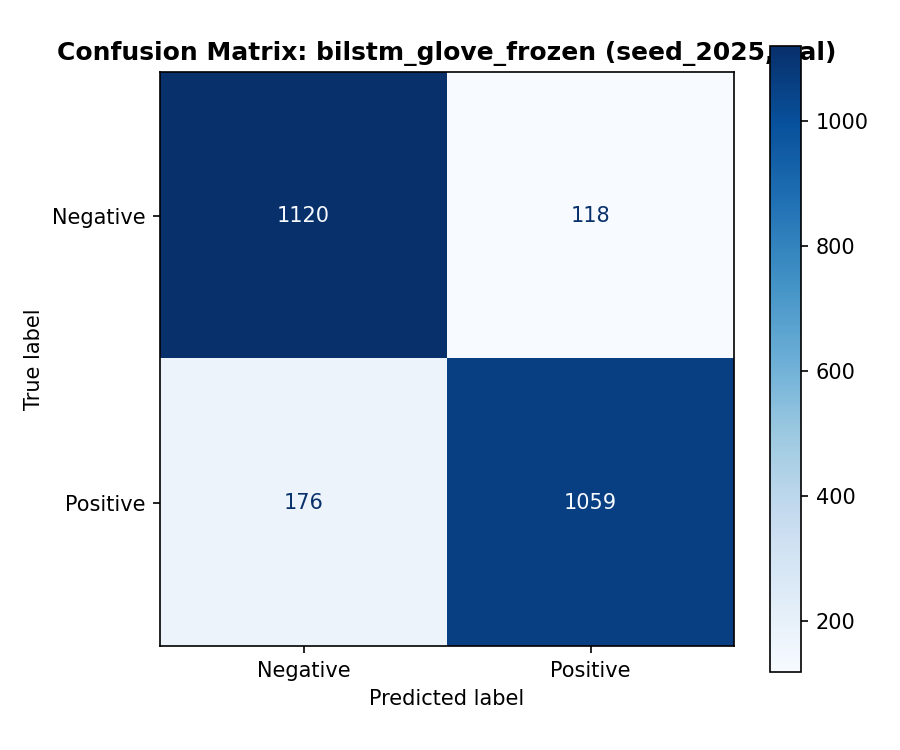 Confusion Matrix: bilstm_glove_frozen (seed_2025, al)
1000
Negative
1120
118
800
600
True label
400
Positive
176
1059
200
Negative
Positive
Predicted label